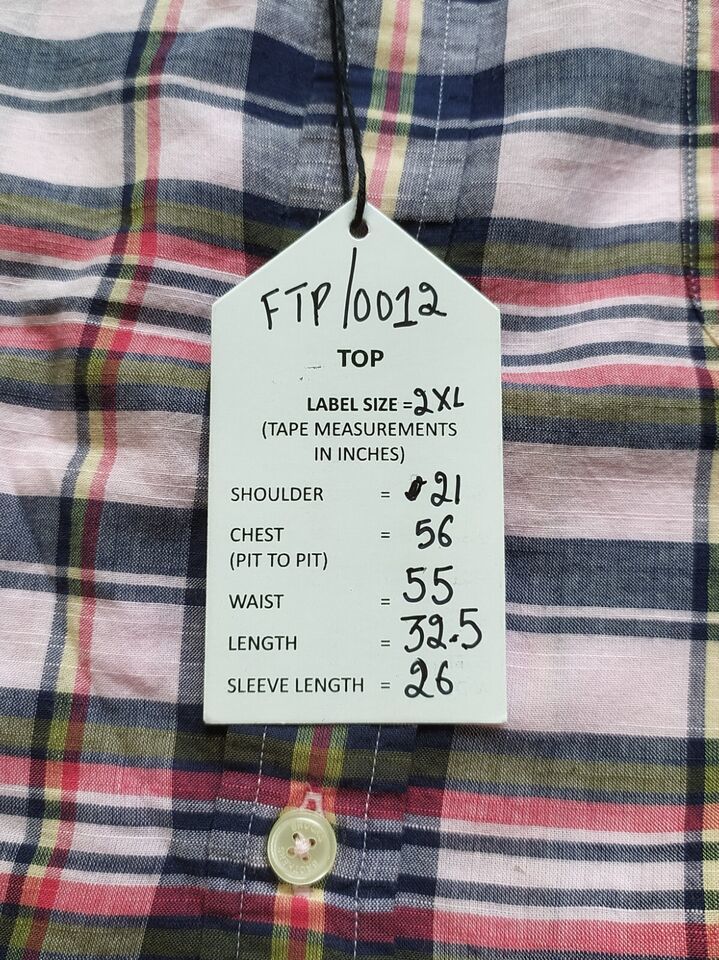 FTP/0012
TOP
LABEL SIZE = 2XL
(TAPE MEASUREMENTS
IN INCHES)
SHOULDER = 21
CHEST = 56
(PIT TO PIT)
WAIST = 55
LENGTH = 32.5
SLEEVE LENGTH = 26